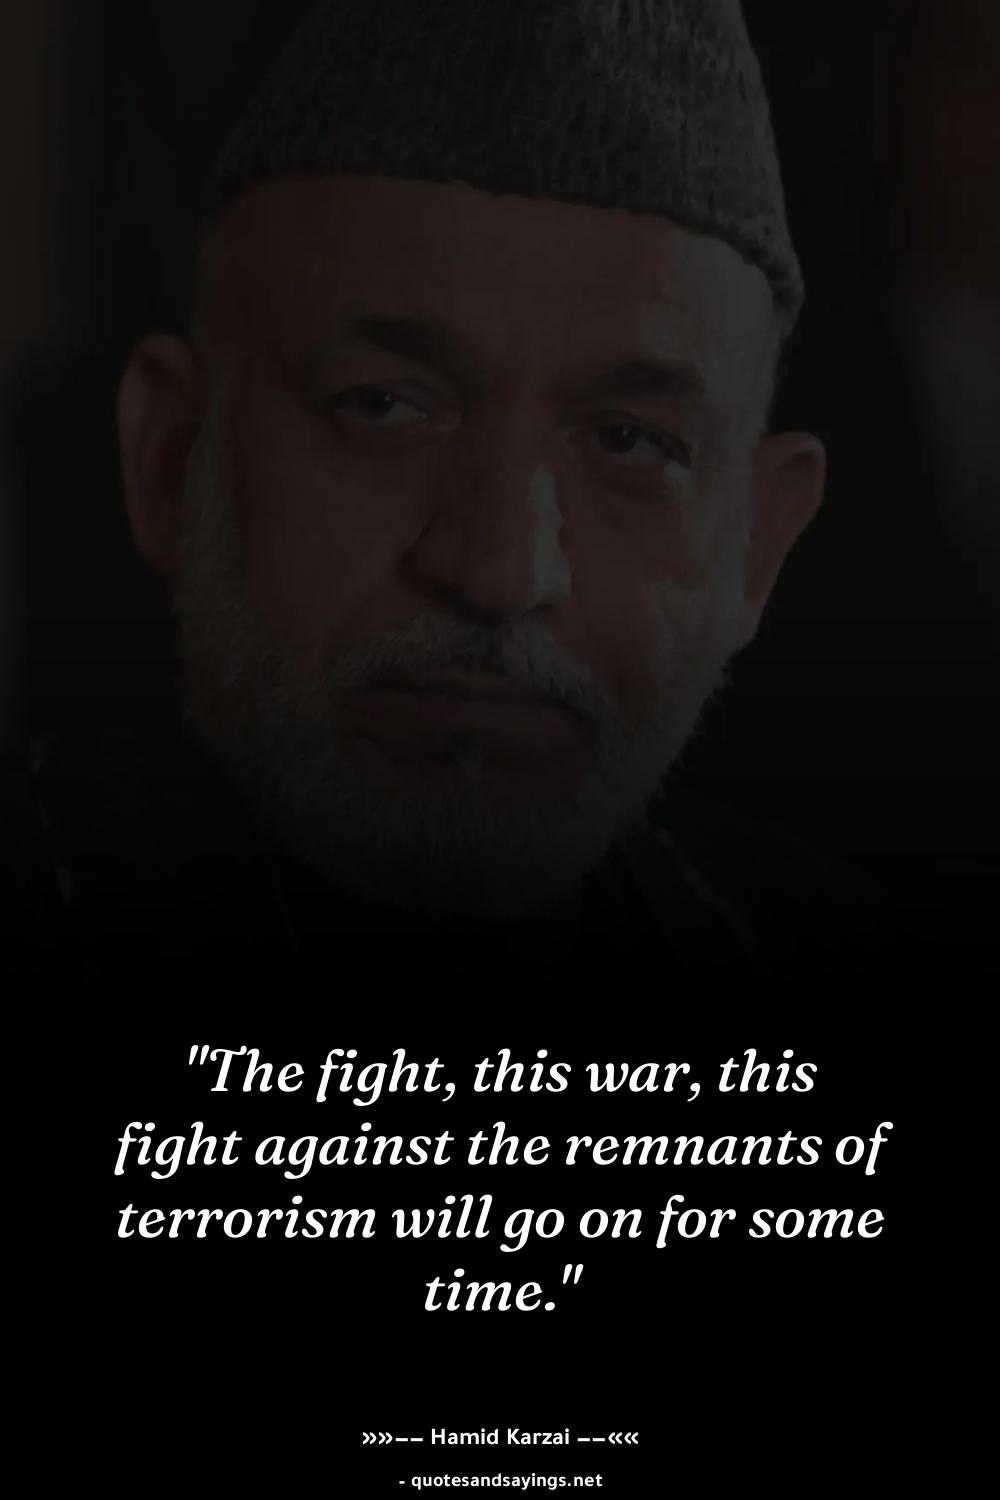 "The fight, this war, this
fight against the remnants of
terrorism will go on for some
time."
»»−− Hamid Karzai −−««
- quotesandsayings.net